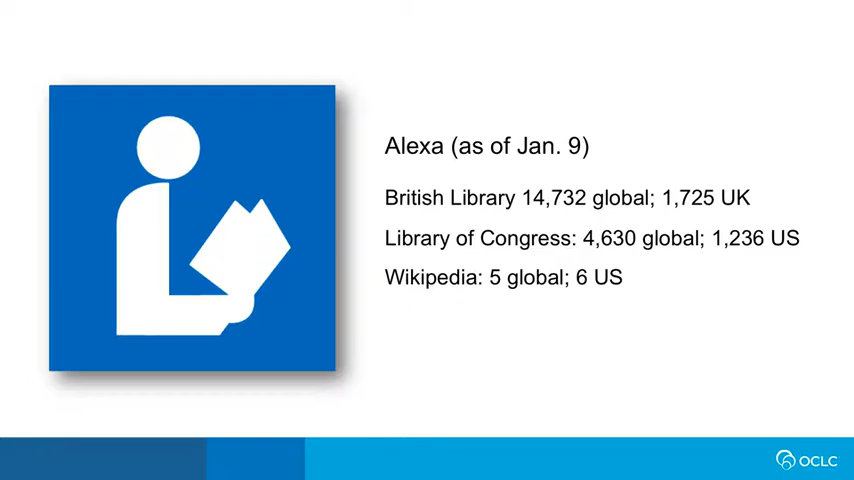 Alexa (as of Jan. 9)
British Library 14,732 global; 1,725 UK
Library of Congress: 4,630 global; 1,236 US
Wikipedia: 5 global; 6 US
OCLC